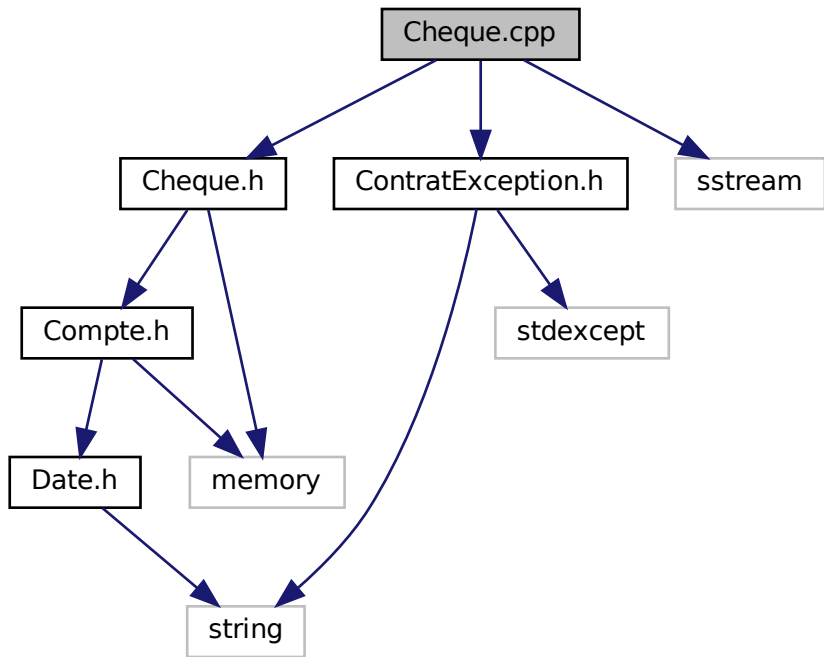 Cheque.cpp
Cheque.h
ContratException.h
sstream
Compte.h
stdexcept
Date.h
memory
string